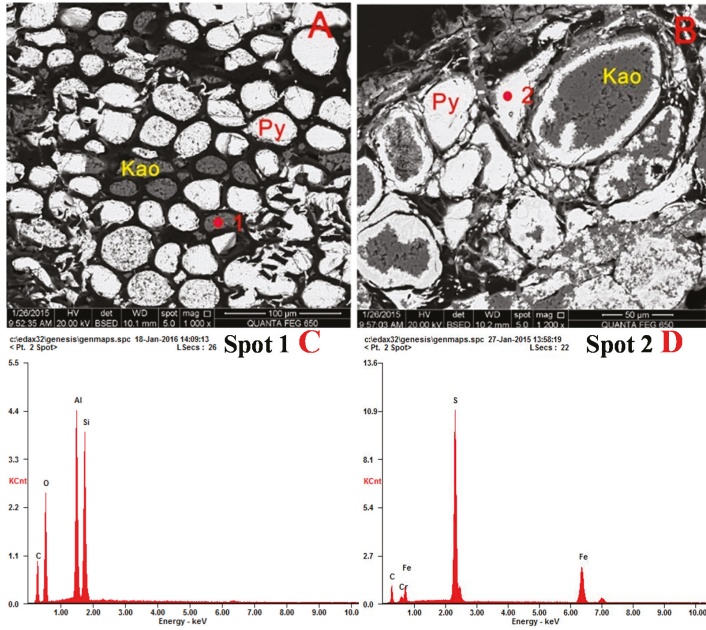 A
Py
Kao
1
B
Py
2
Kao
1/26/2015 HV det WD spot mag □ 100 µm
9:52:35 AM 20.00 kV BSED 10.1 mm 5.0 1 000 x QUANTA FEG 650
1/26/2015 HV det WD spot mag □ 50 µm
9:57:03 AM 20.00 kV BSED 10.2 mm 5.0 1 200 x QUANTA FEG 650
c:\edax32\genesis\genmaps.spc 18-Jan-2016 14:09:13
< Pt. 2 Spot> LSecs : 26
Spot 1 C
5.5
4.4
3.3
KCnt
2.2
1.1
0.0
C
O
Al
Si
1.00 2.00 3.00 4.00 5.00 6.00 7.00 8.00 9.00 10.0
Energy - keV
c:\edax32\genesis\genmaps.spc 27-Jan-2015 13:58:19
< Pt. 2 Spot> LSecs : 22
Spot 2 D
13.6
10.9
8.1
KCnt
5.4
2.7
0.0
C
Cr
Fe
S
Fe
1.00 2.00 3.00 4.00 5.00 6.00 7.00 8.00 9.00 10.00
Energy - keV